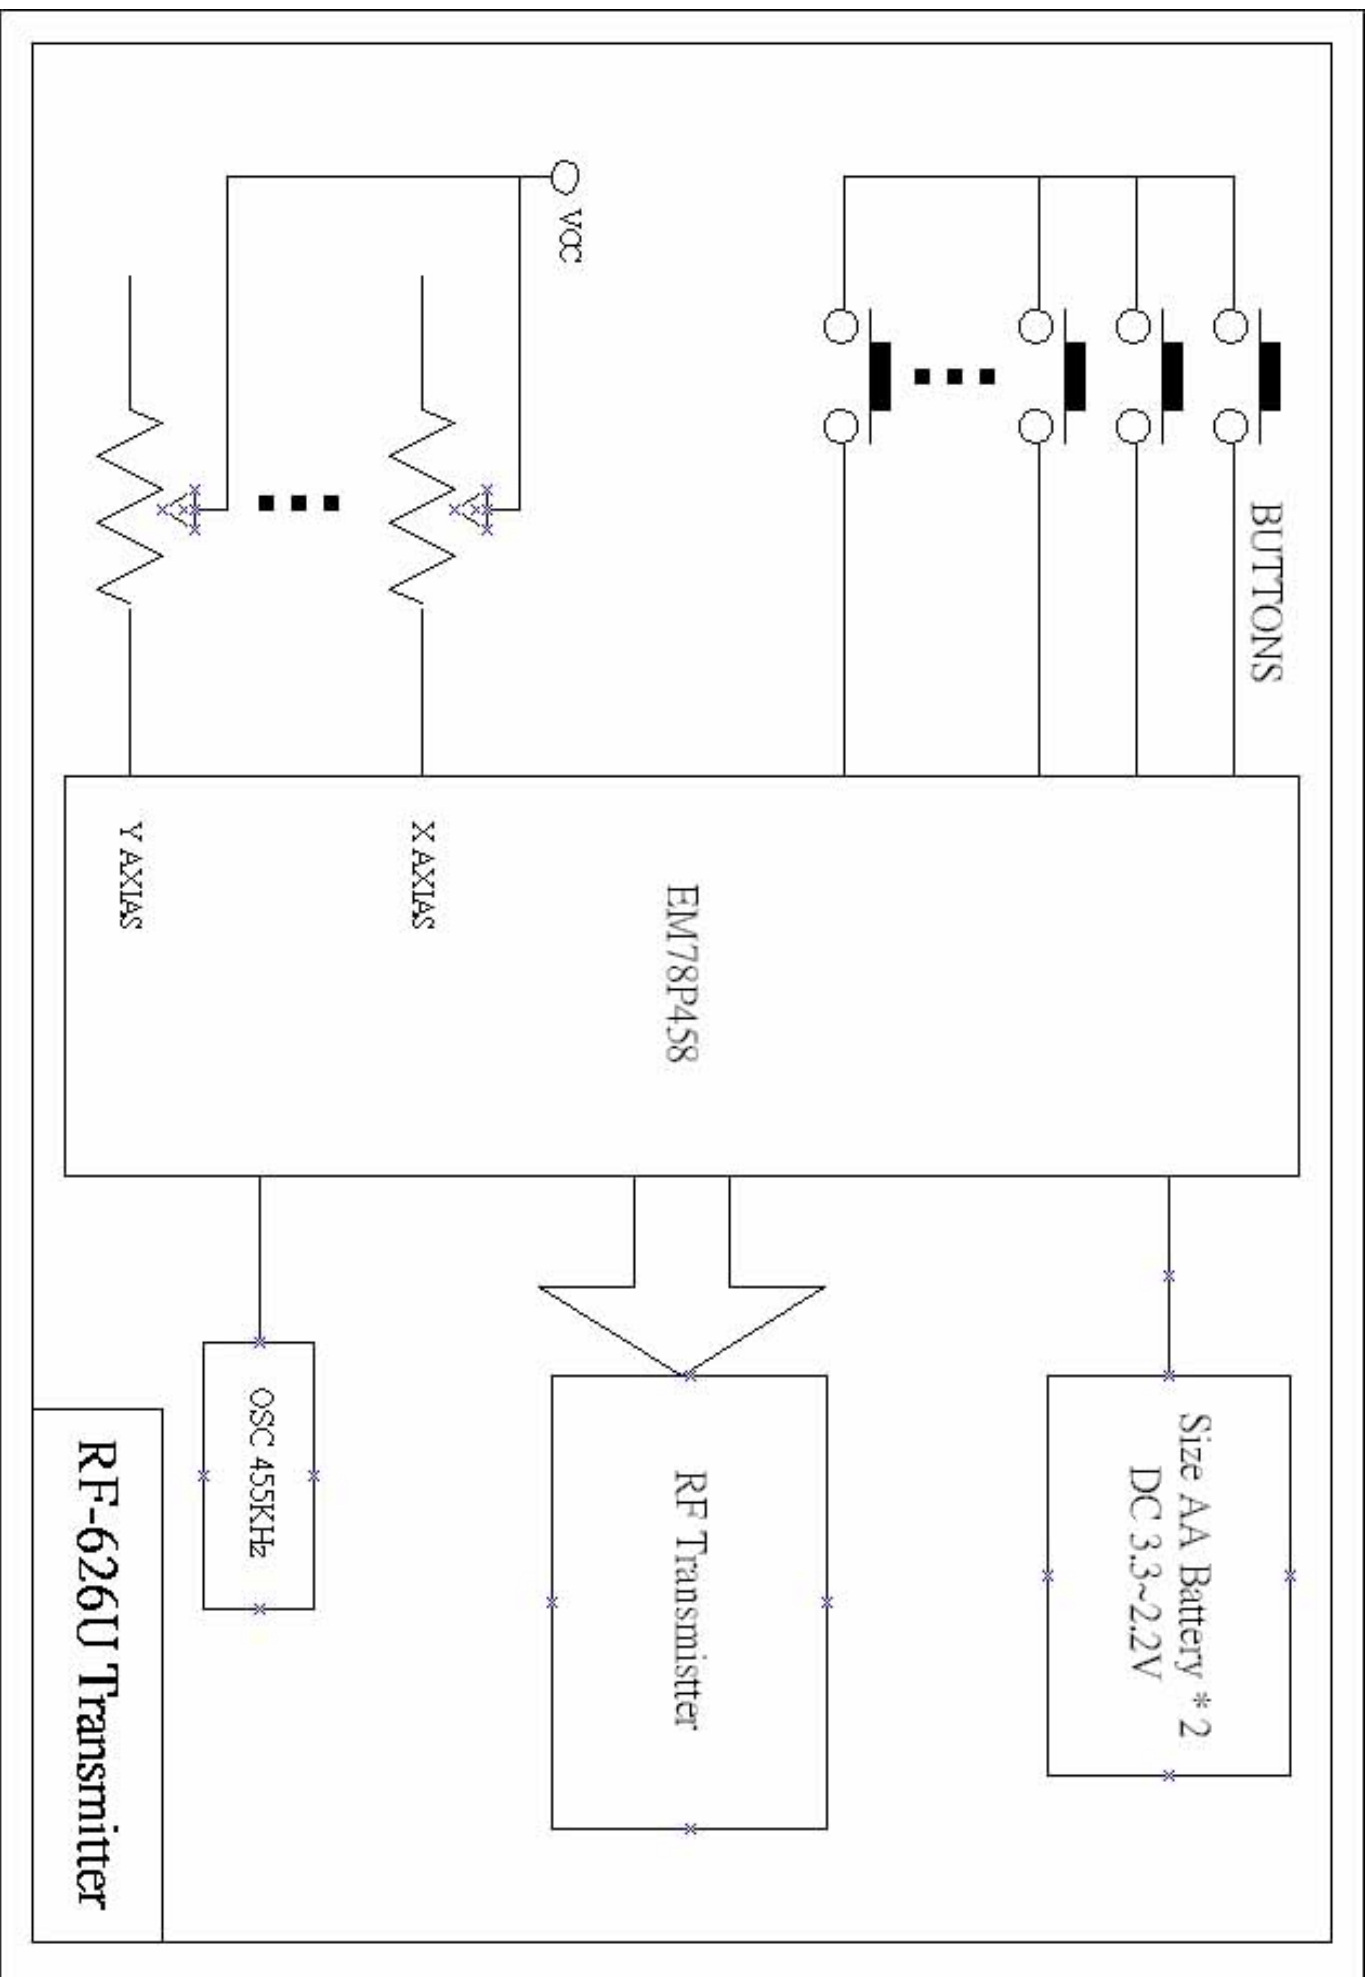 BUTTONS
Size AA Battery * 2
DC 3.3~2.2V
EM78P458
RF Transmistter
VCC
X AXIAS
Y AXIAS
OSC 455KHz
RF-626U Transmitter